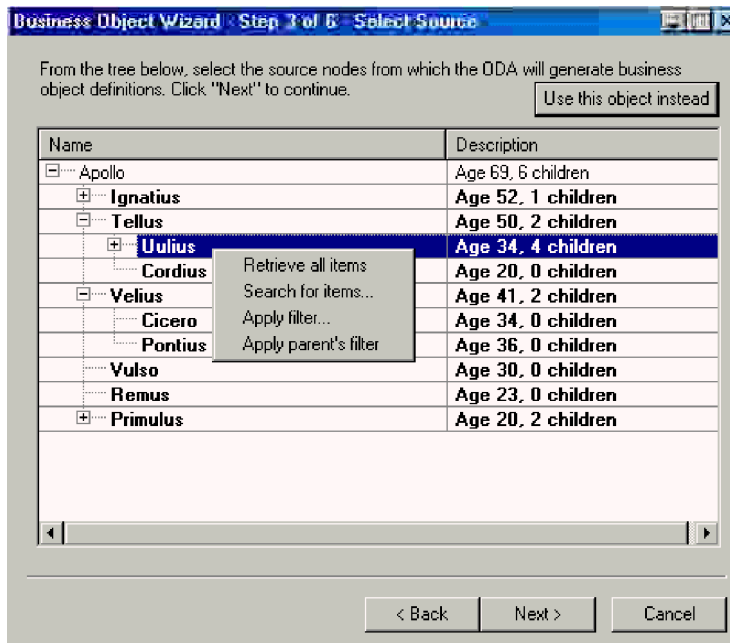 Business Object Wizard - Step 3 of 6 - Select Source
From the tree below, select the source nodes from which the ODA will generate business
object definitions. Click "Next" to continue.
Use this object instead
Name Description
Apollo Age 69, 6 children
Ignatius Age 52, 1 children
Tellus Age 50, 2 children
Uulius Age 34, 4 children
Cordius Age 20, 0 children
Velius Age 41, 2 children
Cicero Age 34, 0 children
Pontius Age 36, 0 children
Vulso Age 30, 0 children
Remus Age 23, 0 children
Primulus Age 20, 2 children
Retrieve all items
Search for items...
Apply filter...
Apply parent's filter
< Back Next > Cancel